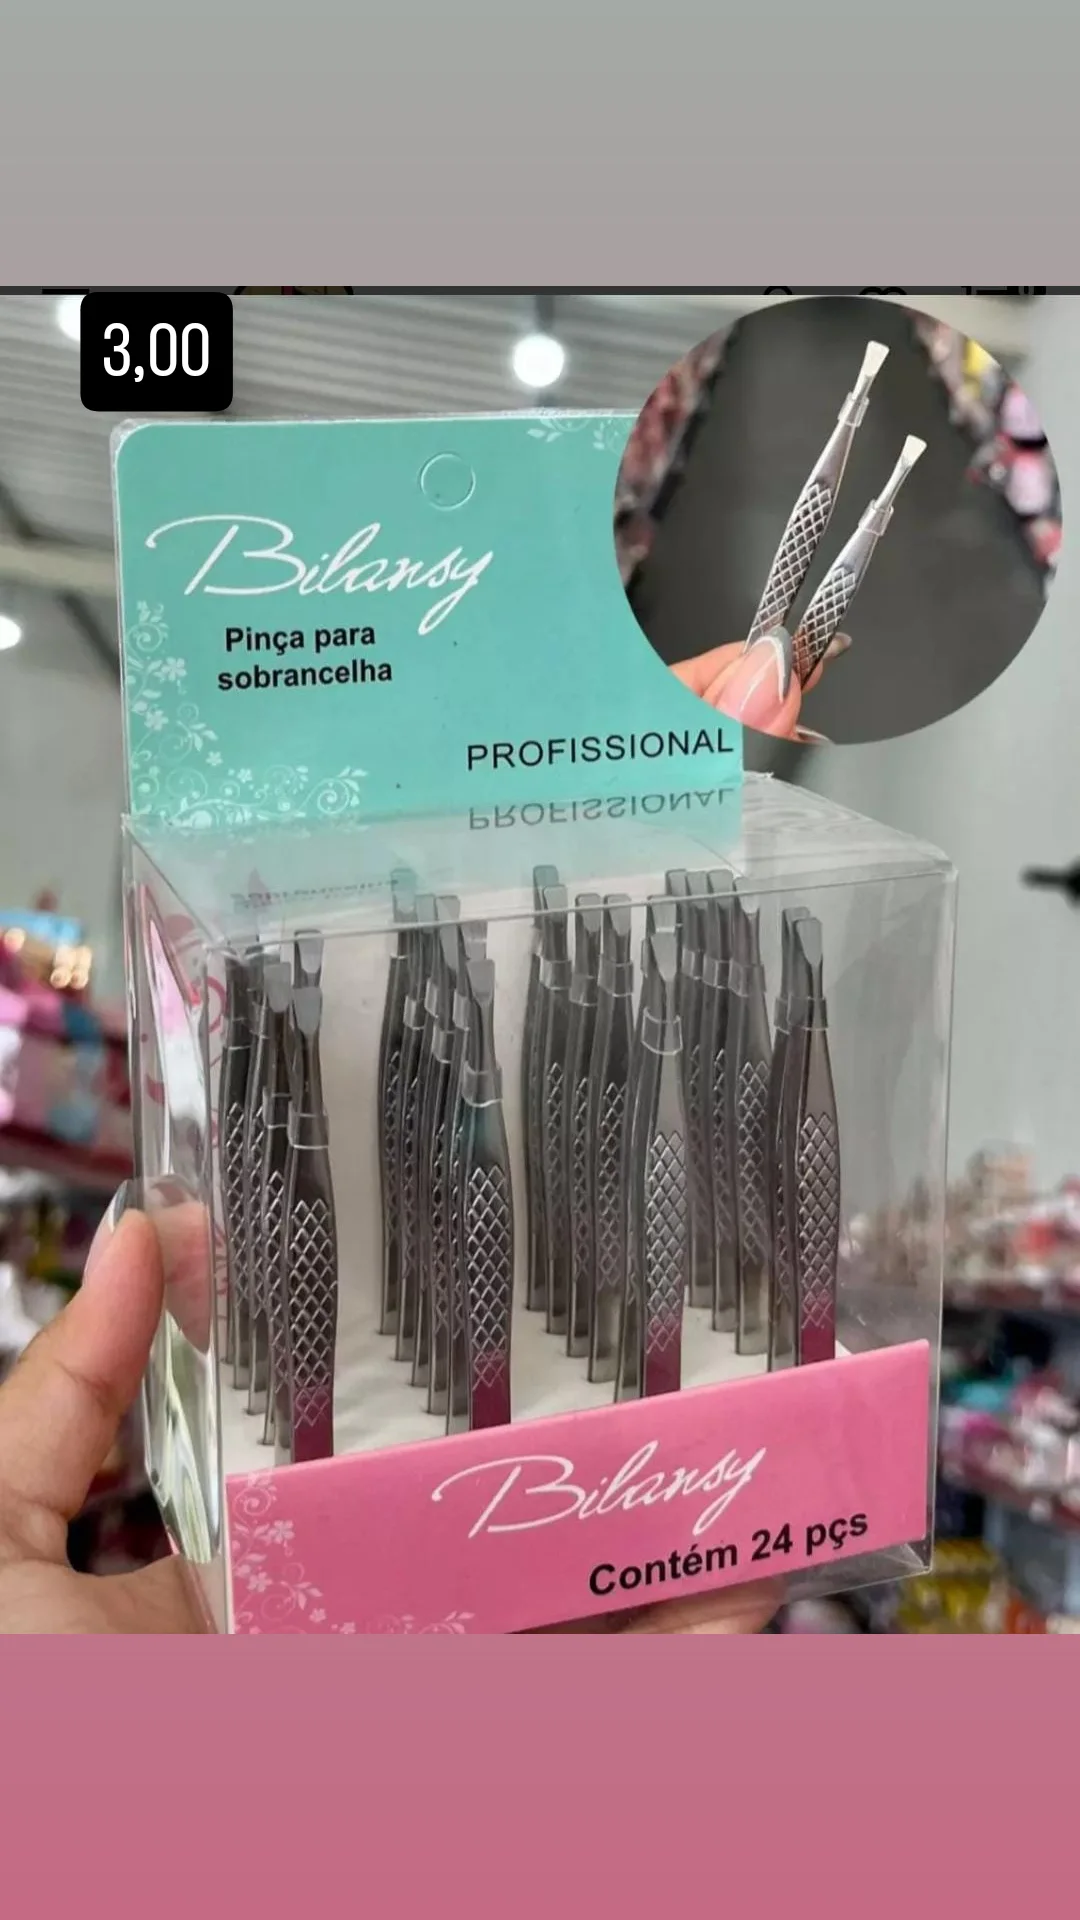 3,00
Bilansy
Pinça para
sobrancelha
PROFISSIONAL
Bilansy
Contém 24 pçs